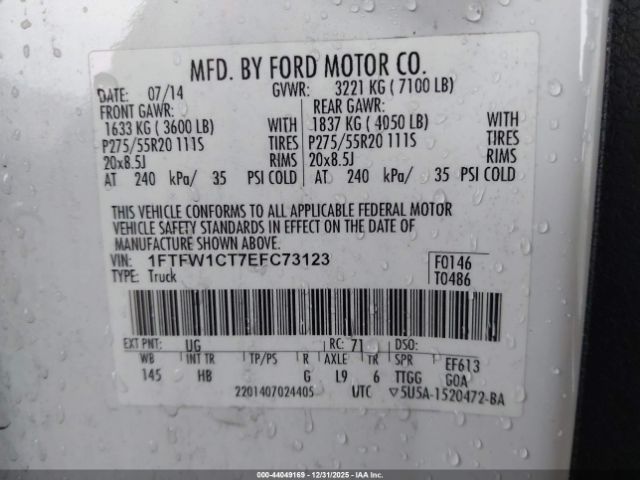 MFD. BY FORD MOTOR CO.
DATE: 07/14 GVWR: 3221 KG ( 7100 LB)
FRONT GAWR: REAR GAWR:
1633 KG ( 3600 LB) WITH 1837 KG ( 4050 LB) WITH
P275/55R20 111S TIRES P275/55R20 111S TIRES
20x8.5J RIMS 20x8.5J RIMS
AT 240 kPa/ 35 PSI COLD AT 240 kPa/ 35 PSI COLD
THIS VEHICLE CONFORMS TO ALL APPLICABLE FEDERAL MOTOR
VEHICLE SAFETY STANDARDS IN EFFECT ON THE DATE OF
MANUFACTURE SHOWN ABOVE.
VIN: 1FTFW1CT7EFC73123 F0146
TYPE: Truck T0486
EXT PNT: UG RC: 71 DSO:
WB INT TR TP/PS R AXLE TR SPR EF613
145 HB G L9 6 TTGG GOA
2201407024405 UTC ▽5U5A-1520472-BA
000-44049169 - 12/31/2025 - IAAI.COM